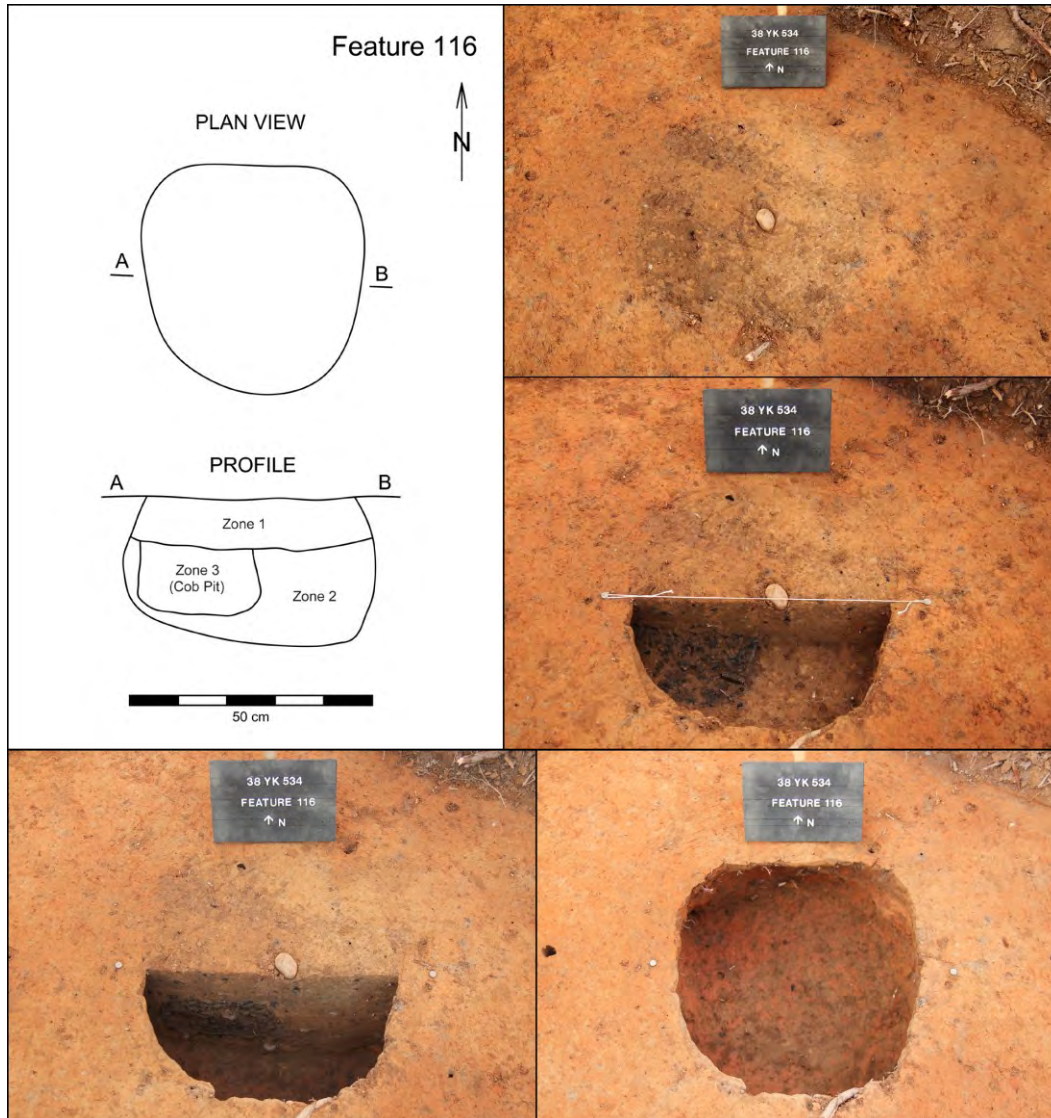 Feature 116
N
PLAN VIEW
A
B
PROFILE
A
B
Zone 1
Zone 3
(Cob Pit)
Zone 2
50 cm
38 YK 534
FEATURE 116
↑ N
38 YK 534
FEATURE 116
↑ N
38 YK 534
FEATURE 116
↑ N
38 YK 534
FEATURE 116
↑ N